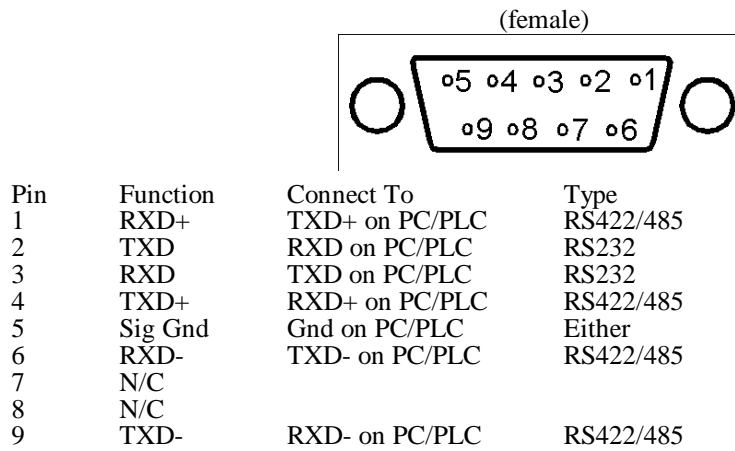 (female)
5 4 3 2 1
9 8 7 6
Pin Function Connect To Type
1 RXD+ TXD+ on PC/PLC RS422/485
2 TXD RXD on PC/PLC RS232
3 RXD TXD on PC/PLC RS232
4 TXD+ RXD+ on PC/PLC RS422/485
5 Sig Gnd Gnd on PC/PLC Either
6 RXD- TXD- on PC/PLC RS422/485
7 N/C
8 N/C
9 TXD- RXD- on PC/PLC RS422/485